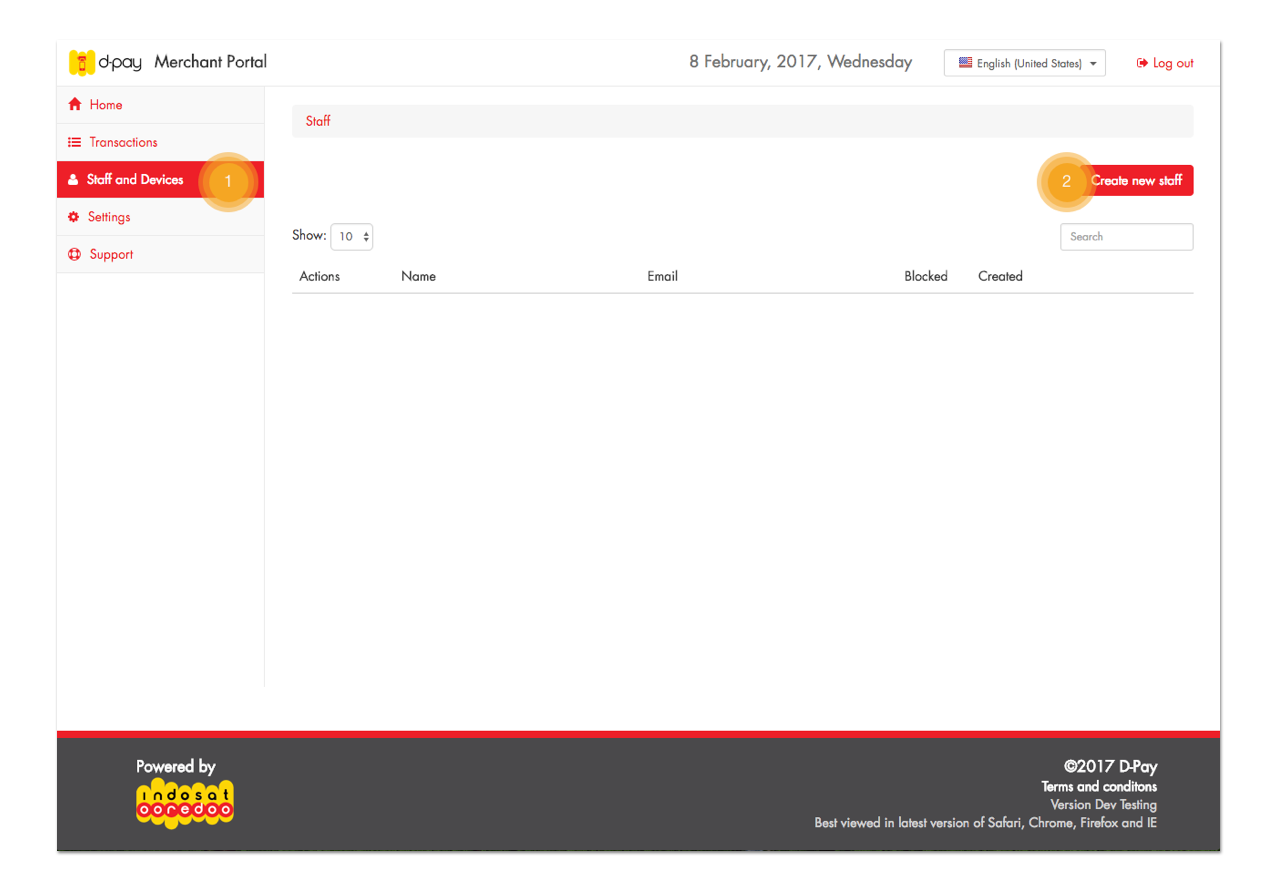 d-pay Merchant Portal
8 February, 2017, Wednesday
English (United States)
Log out
Home
Transactions
Staff and Devices
1
Settings
Support
Staff
2
Create new staff
Show: 10
Search
Actions Name Email Blocked Created
Powered by
indosat
ooredoo
©2017 D-Pay
Terms and conditons
Version Dev Testing
Best viewed in latest version of Safari, Chrome, Firefox and IE